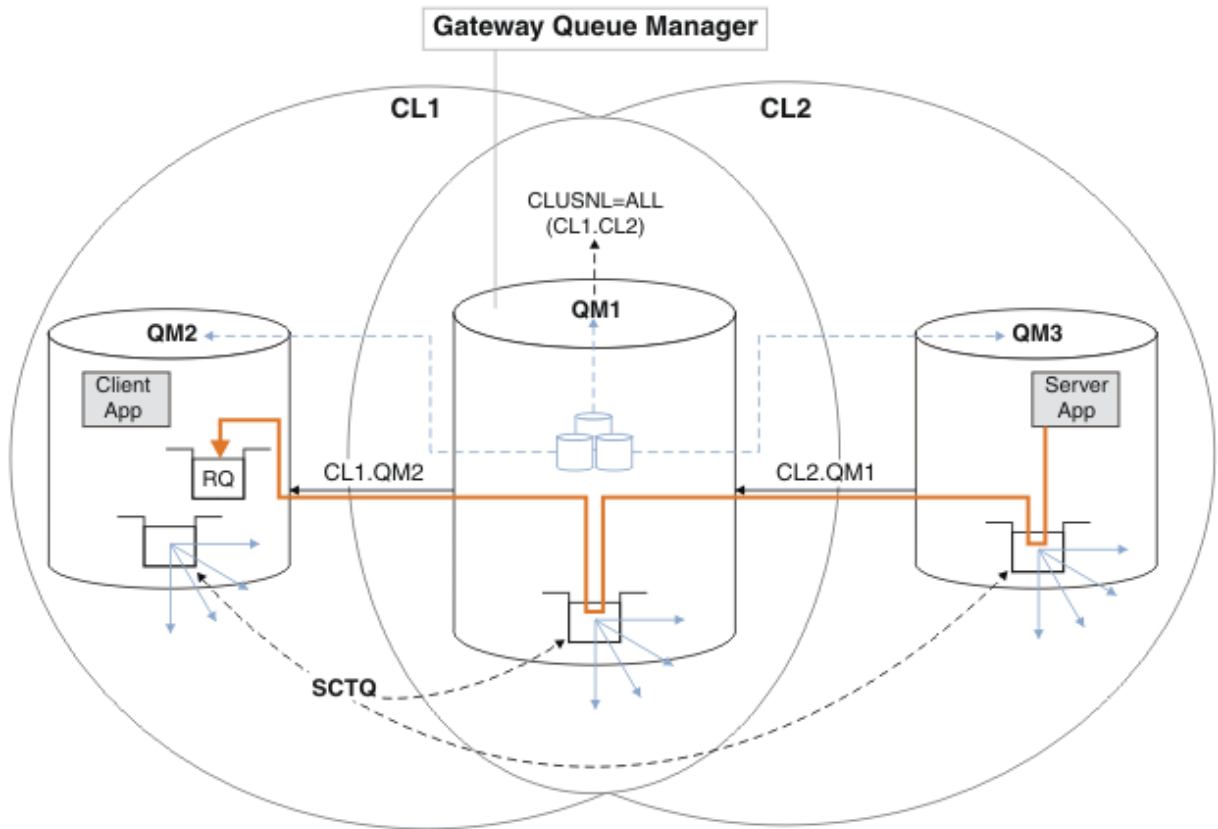 Gateway Queue Manager
CL1
CL2
CLUSNL=ALL
(CL1.CL2)
QM2
QM1
QM3
Client
App
Server
App
RQ
CL1.QM2
CL2.QM1
SCTQ